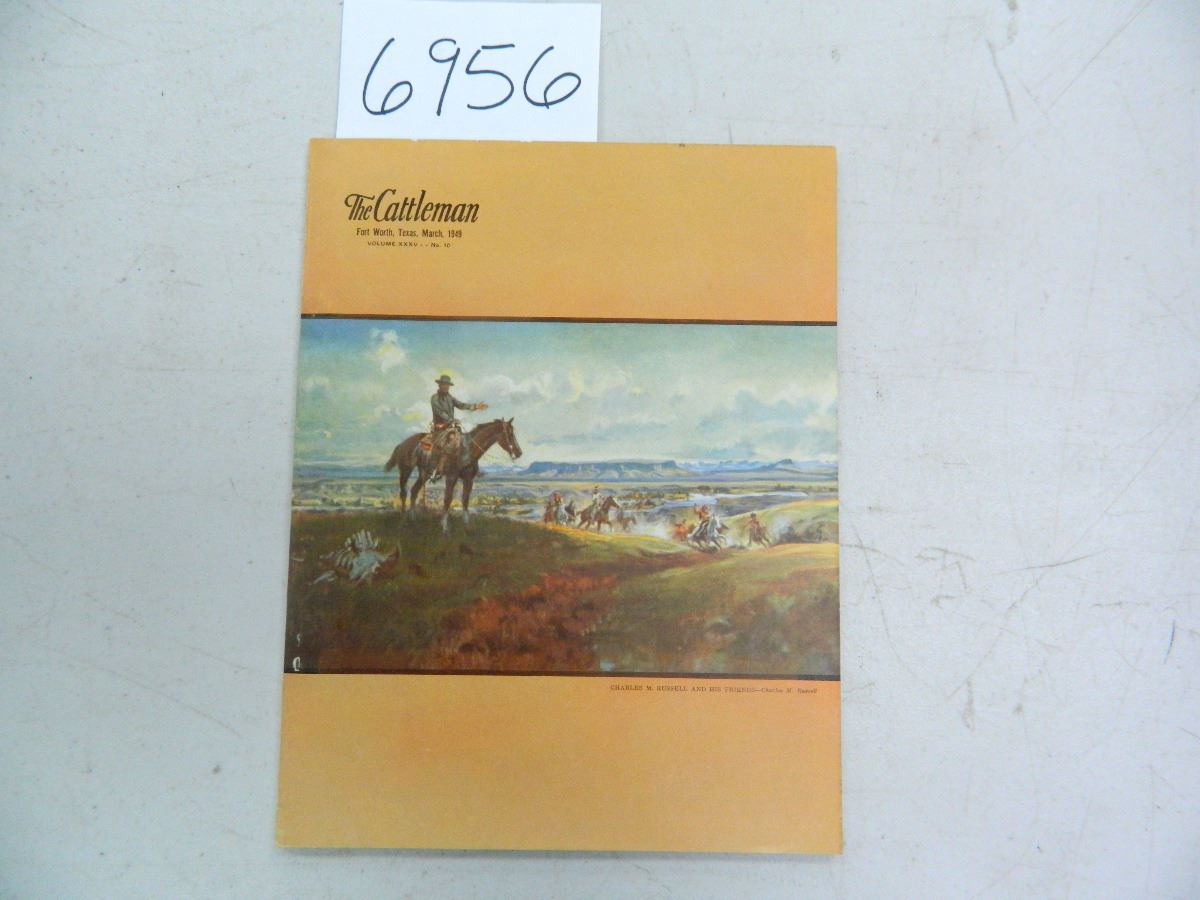 6956
The Cattleman
Fort Worth, Texas, March, 1949
VOLUME XXXV - - No. 10
CHARLES M. RUSSELL AND HIS FRIENDS—Charles M. Russell